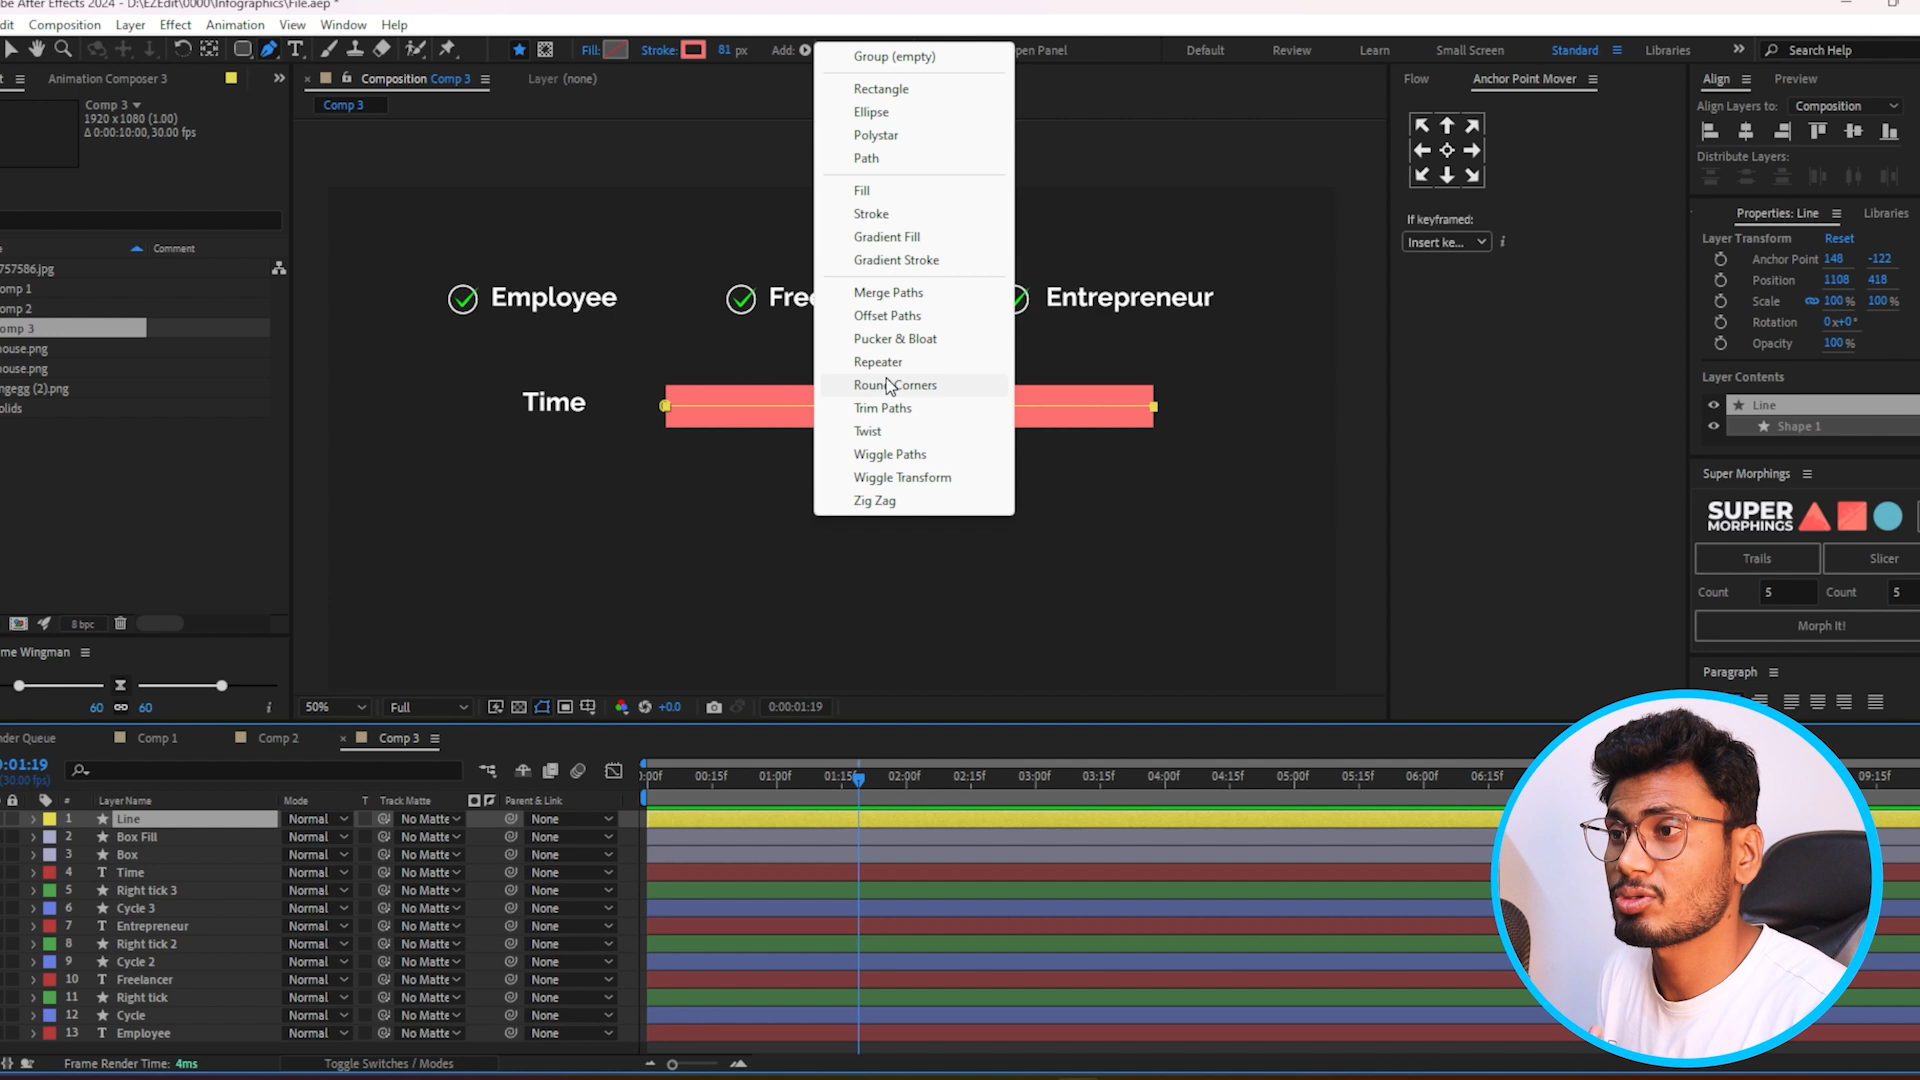 be After Effects 2024 - D:\EZEdit\0000\Infographics\File.aep *
dit Composition Layer Effect Animation View Window Help
Fill: Stroke: 81 px Add: pen Panel Default Review Learn Small Screen Standard Libraries Search Help
Animation Composer 3 Composition Comp 3 Layer (none)
Comp 3
Comp 3
1920 x 1080 (1.00)
Δ 0:00:10:00, 30.00 fps
Comment
757586.jpg
omp 1
omp 2
omp 3
ouse.png
ouse.png
ngegg (2).png
olids
8 bpc
me Wingman
60 60
Group (empty)
Rectangle
Ellipse
Polystar
Path
Fill
Stroke
Gradient Fill
Gradient Stroke
Merge Paths
Offset Paths
Pucker & Bloat
Repeater
Round Corners
Trim Paths
Twist
Wiggle Paths
Wiggle Transform
Zig Zag
Employee Free Entrepreneur
Time
50% Full +0.0 0:00:01:19
Flow Anchor Point Mover
If keyframed:
Insert ke...
Align Preview
Align Layers to: Composition
Distribute Layers:
Properties: Line Libraries
Layer Transform Reset
Anchor Point 148 -122
Position 1108 418
Scale 100 % 100 %
Rotation 0x+0°
Opacity 100 %
Layer Contents
Line
Shape 1
Super Morphings
SUPER
MORPHINGS
Trails Slicer
Count 5 Count 5
Morph It!
Paragraph
nder Queue Comp 1 Comp 2 Comp 3
0:01:19
(30.00 fps)
):00f 00:15f 01:00f 01:15f 02:00f 02:15f 03:00f 03:15f 04:00f 04:15f 05:00f 05:15f 06:00f 06:15f 09:15f
# Layer Name Mode T Track Matte Parent & Link
1 Line Normal No Matte None
2 Box Fill Normal No Matte None
3 Box Normal No Matte None
4 T Time Normal No Matte None
5 Right tick 3 Normal No Matte None
6 Cycle 3 Normal No Matte None
7 T Entrepreneur Normal No Matte None
8 Right tick 2 Normal No Matte None
9 Cycle 2 Normal No Matte None
10 T Freelancer Normal No Matte None
11 Right tick Normal No Matte None
12 Cycle Normal No Matte None
13 T Employee Normal No Matte None
Frame Render Time: 4ms Toggle Switches / Modes